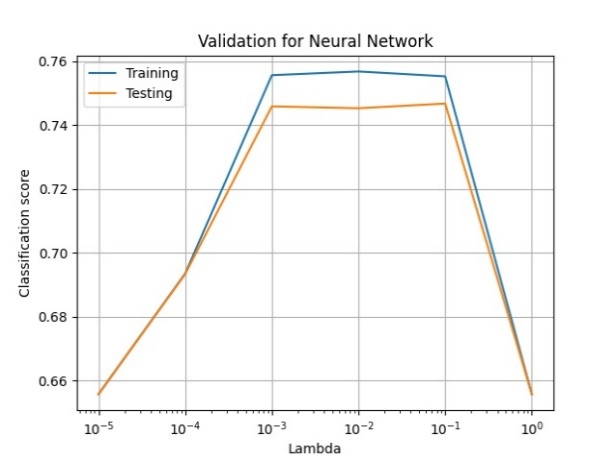 Validation for Neural Network
Training
Testing
0.76
0.74
0.72
0.70
0.68
0.66
Classification score
10⁻⁵ 10⁻⁴ 10⁻³ 10⁻² 10⁻¹ 10⁰
Lambda